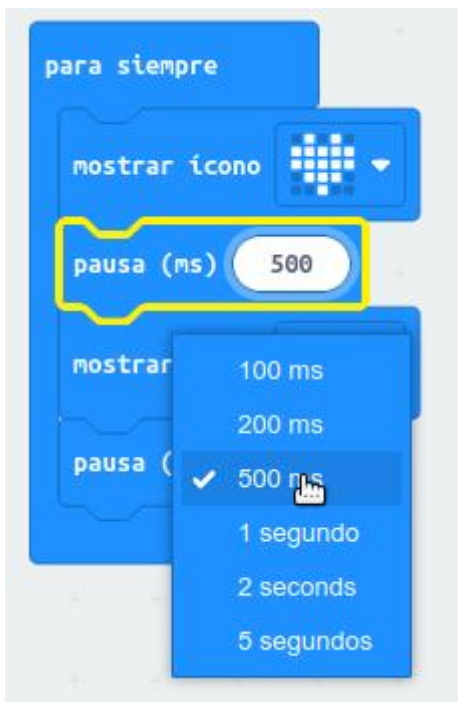 para siempre
mostrar ícono
pausa (ms) 500
mostrar
100 ms
200 ms
pausa (
500 ms
1 segundo
2 seconds
5 segundos